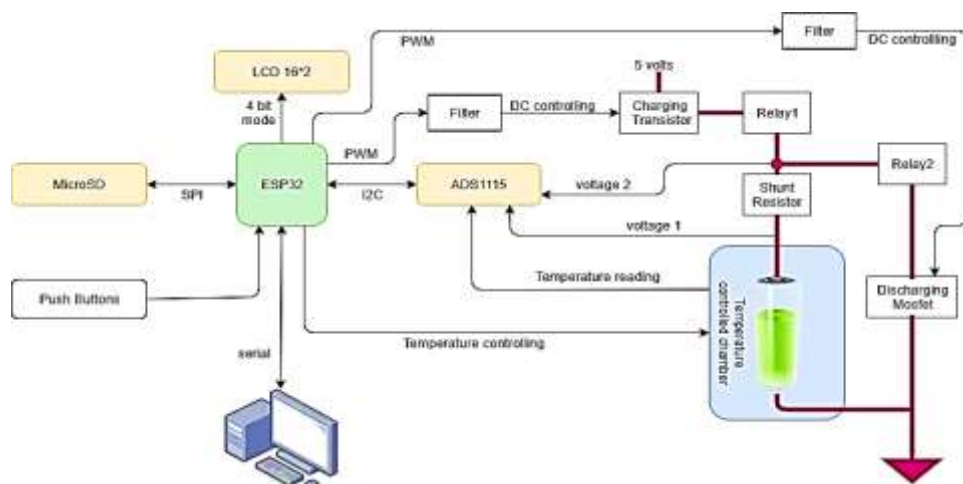 PWM
Filter
DC controlling
LCD 16*2
5 volts
4 bit
mode
Filter
DC controlling
Charging
Transistor
Relay1
PWM
Relay2
MicroSD
SPI
ESP32
I2C
ADS1115
voltage 2
Shunt
Resistor
voltage 1
Temperature reading
Push Buttons
Temperature
controlled chamber
Discharging
Mosfet
serial
Temperature controlling